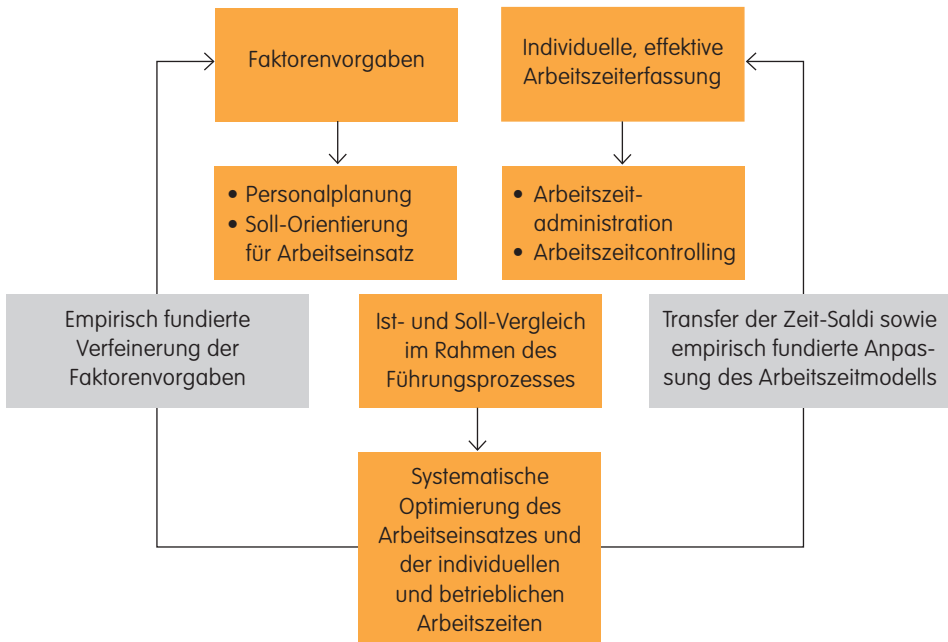 Faktorenvorgaben
Individuelle, effektive
Arbeitszeiterfassung
• Personalplanung
• Soll-Orientierung
für Arbeitseinsatz
• Arbeitszeit-
administration
• Arbeitszeitcontrolling
Empirisch fundierte
Verfeinerung der
Faktorenvorgaben
Ist- und Soll-Vergleich
im Rahmen des
Führungsprozesses
Transfer der Zeit-Saldi sowie
empirisch fundierte Anpas-
sung des Arbeitszeitmodells
Systematische
Optimierung des
Arbeitseinsatzes und
der individuellen
und betrieblichen
Arbeitszeiten